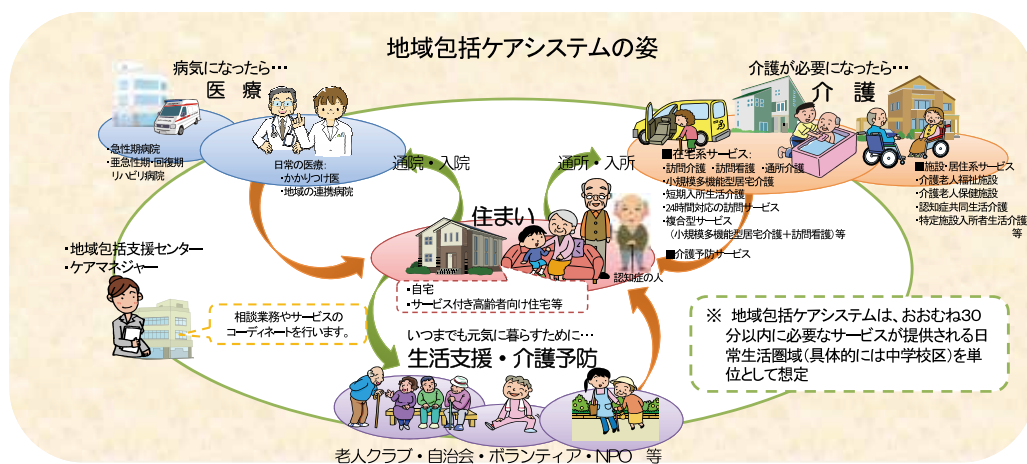 地域包括ケアシステムの姿
病気になったら･･･
医 療
介護が必要になったら･･･
介 護
･急性期病院
･亜急性期･回復期
リハビリ病院
日常の医療:
･かかりつけ医
･地域の連携病院
通院・入院
通所・入所
■在宅系サービス:
･訪問介護 ･訪問看護 ･通所介護
･小規模多機能型居宅介護
･短期入所生活介護
･24時間対応の訪問サービス
･複合型サービス
(小規模多機能型居宅介護+訪問看護)等
■介護予防サービス
■施設･居住系サービス
･介護老人福祉施設
･介護老人保健施設
･認知症共同生活介護
･特定施設入所者生活介護
等
住まい
認知症の人
･自宅
･サービス付き高齢者向け住宅等
･地域包括支援センター
･ケアマネジャー
相談業務やサービスの
コーディネートを行います。
いつまでも元気に暮らすために･･･
生活支援・介護予防
※ 地域包括ケアシステムは、おおむね30
分以内に必要なサービスが提供される日
常生活圏域(具体的には中学校区)を単
位として想定
老人クラブ・自治会・ボランティア・NPO 等